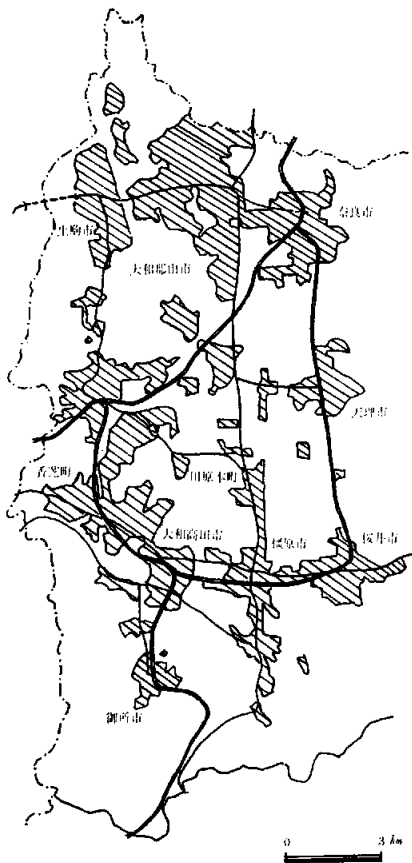 奈良市
生駒市
大和郡山市
天理市
香芝町
田原本町
大和高田市
橿原市
桜井市
御所市
0 3 km